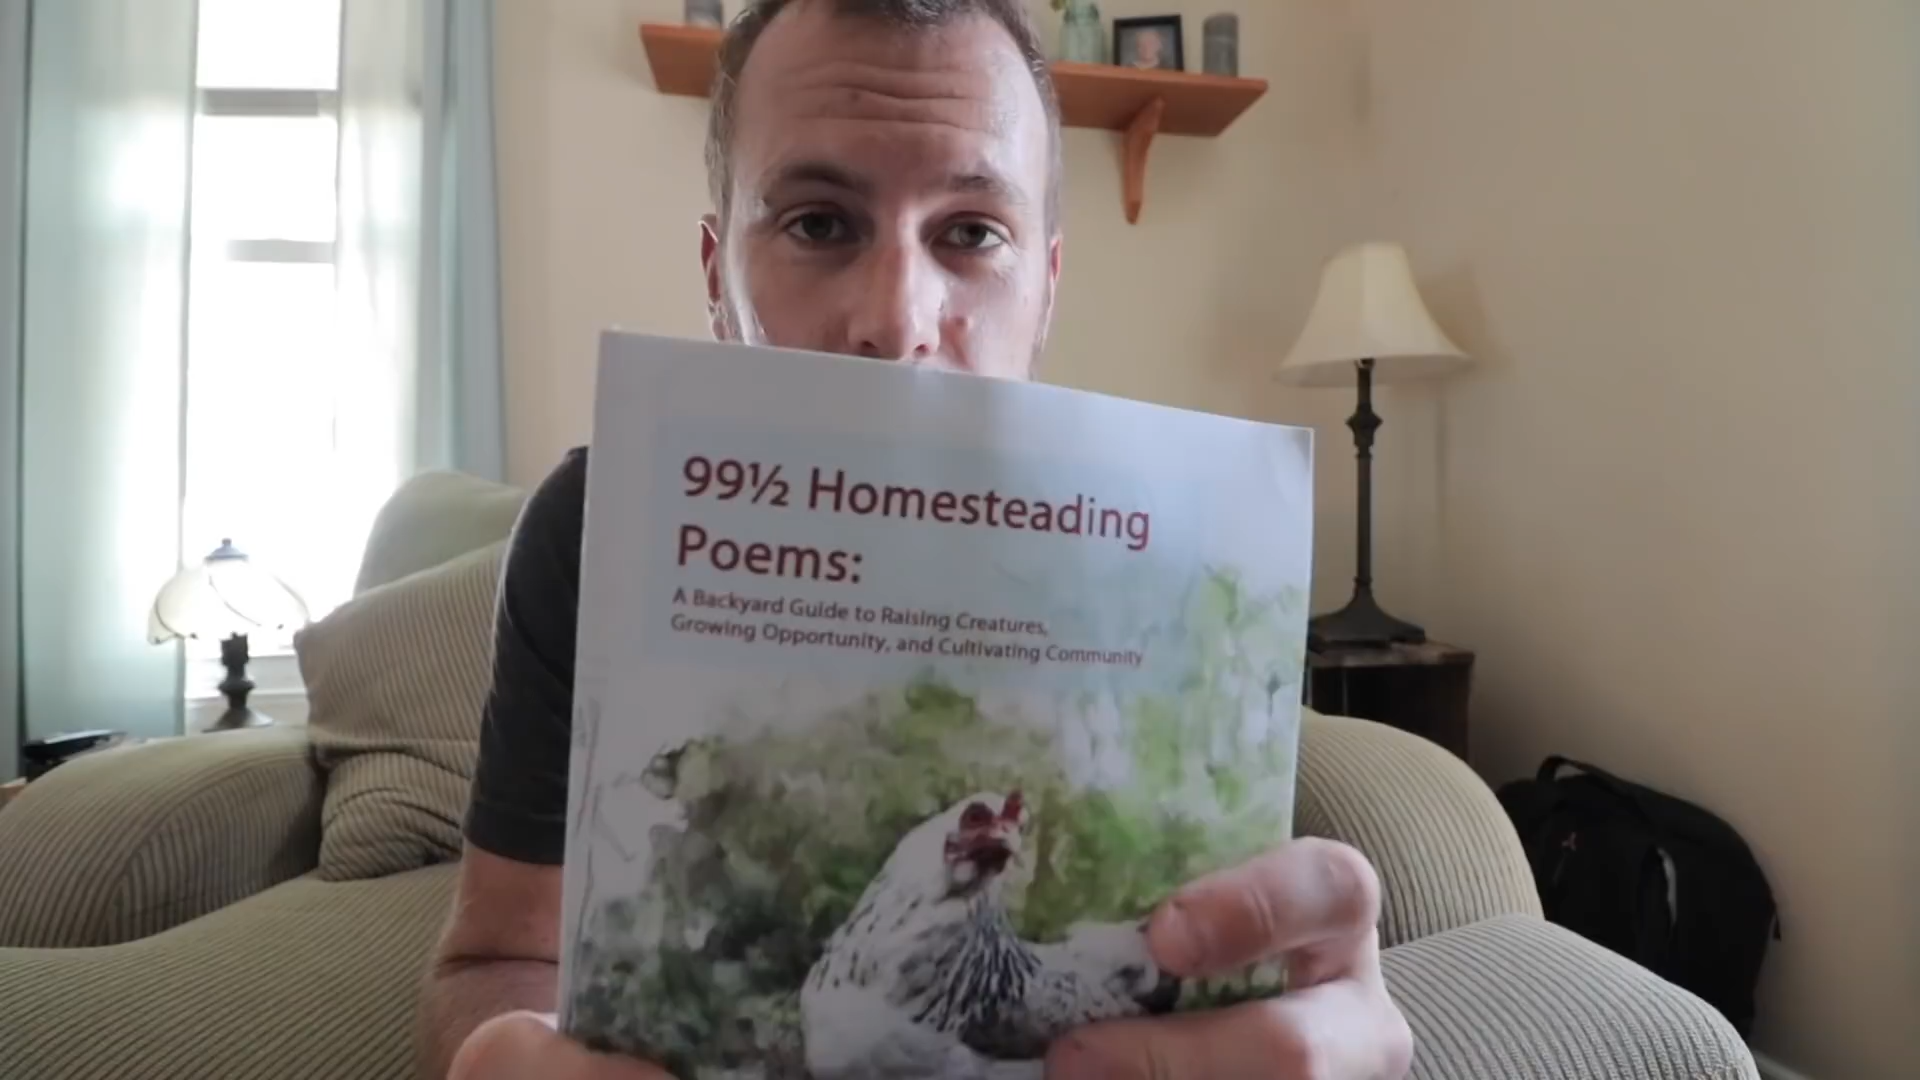 99½ Homesteading
Poems:
A Backyard Guide to Raising Creatures,
Growing Opportunity, and Cultivating Community